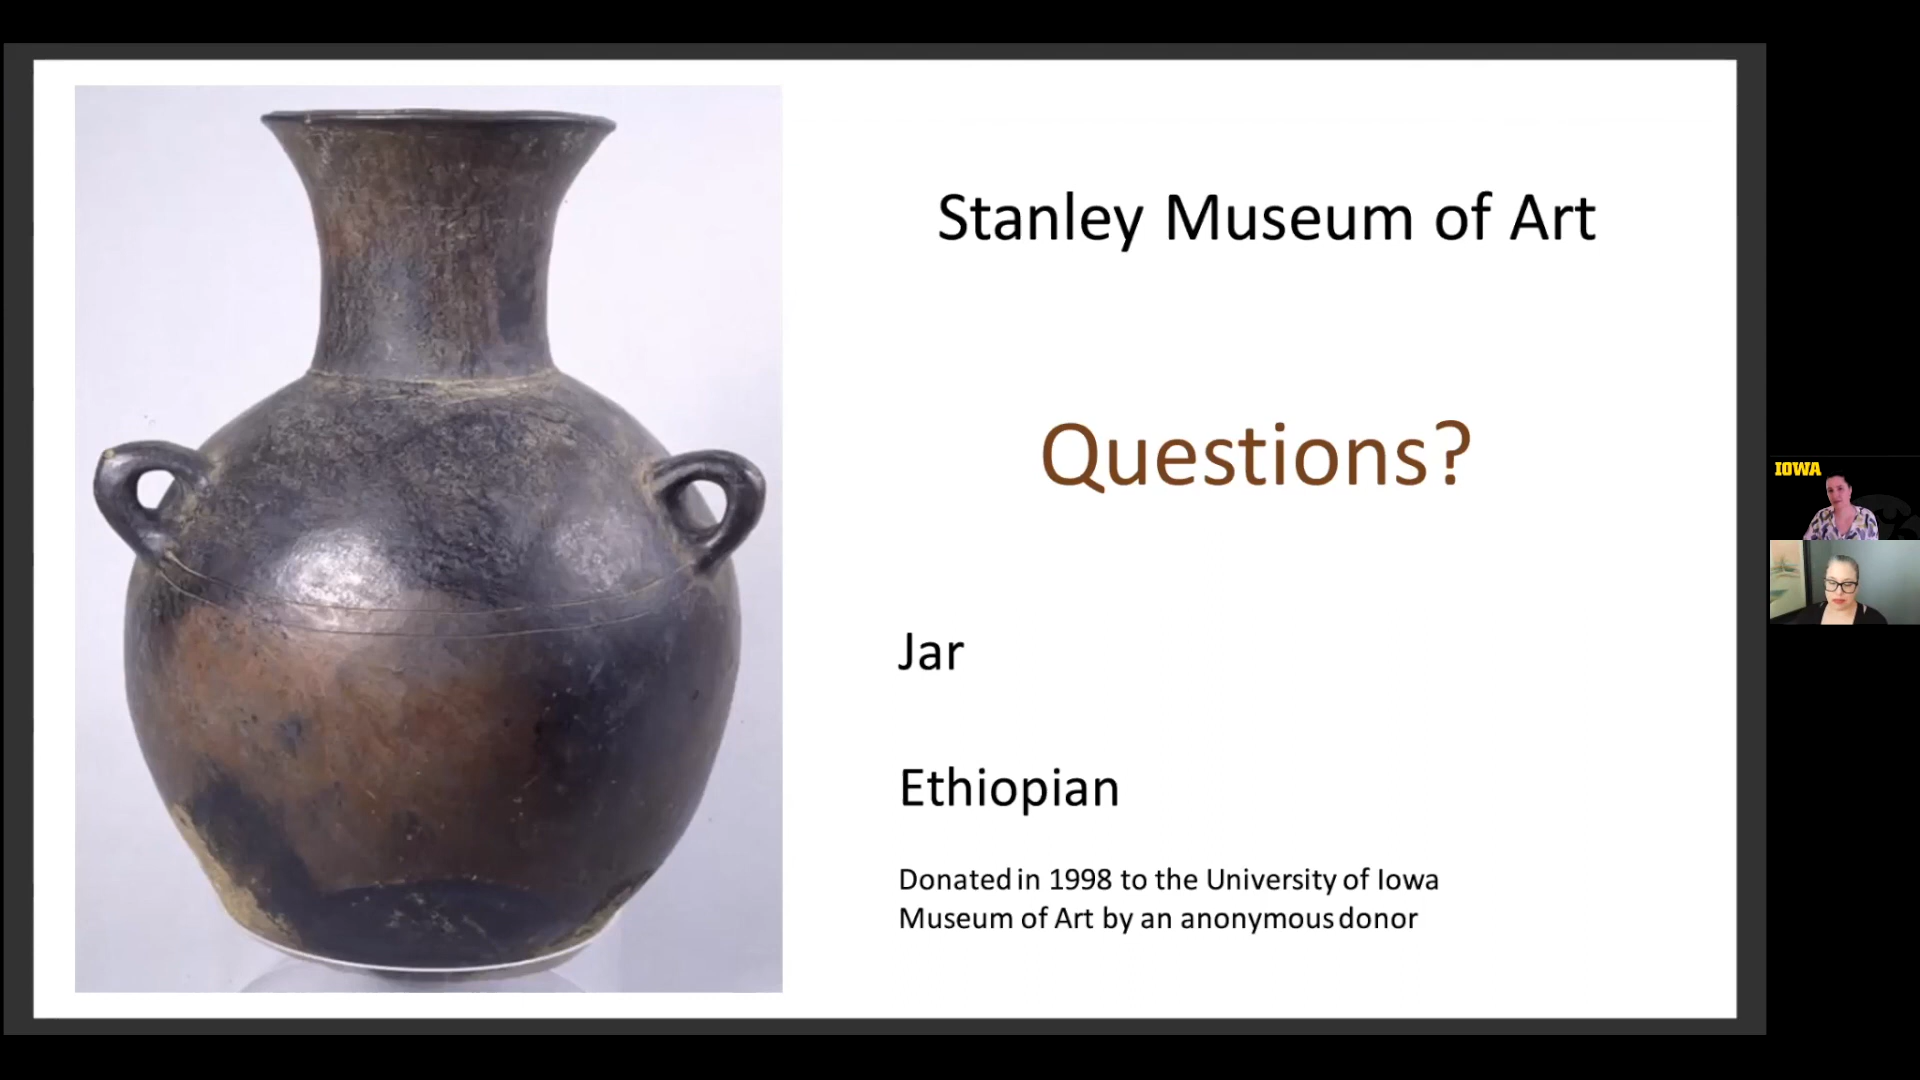 Stanley Museum of Art
Questions?
Jar
Ethiopian
Donated in 1998 to the University of Iowa
Museum of Art by an anonymous donor
IOWA